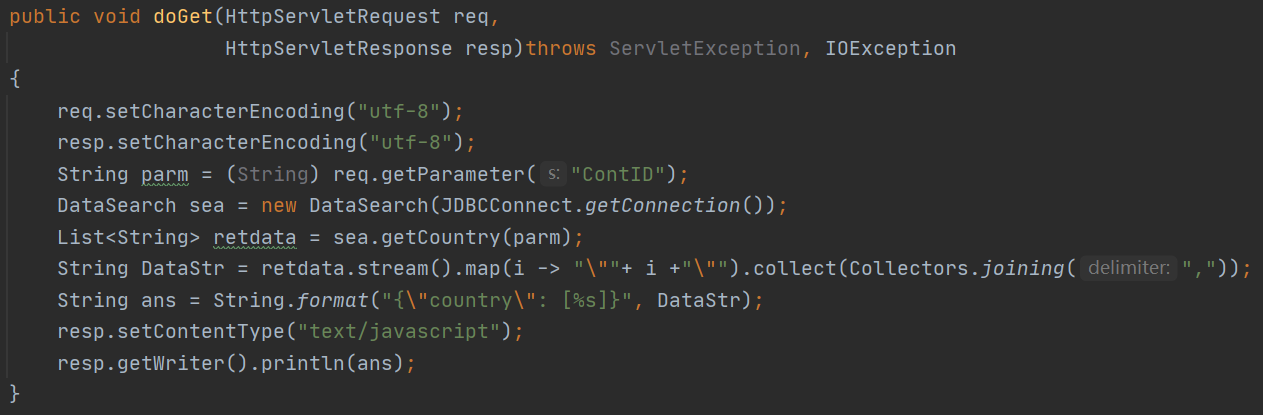 public void doGet(HttpServletRequest req,
HttpServletResponse resp)throws ServletException, IOException
{
req.setCharacterEncoding("utf-8");
resp.setCharacterEncoding("utf-8");
String parm = (String) req.getParameter( s: "ContID");
DataSearch sea = new DataSearch(JDBCConnect.getConnection());
List<String> retdata = sea.getCountry(parm);
String DataStr = retdata.stream().map(i -> "\""+ i +"\"").collect(Collectors.joining( delimiter: ","));
String ans = String.format("{\"country\": [%s]}", DataStr);
resp.setContentType("text/javascript");
resp.getWriter().println(ans);
}